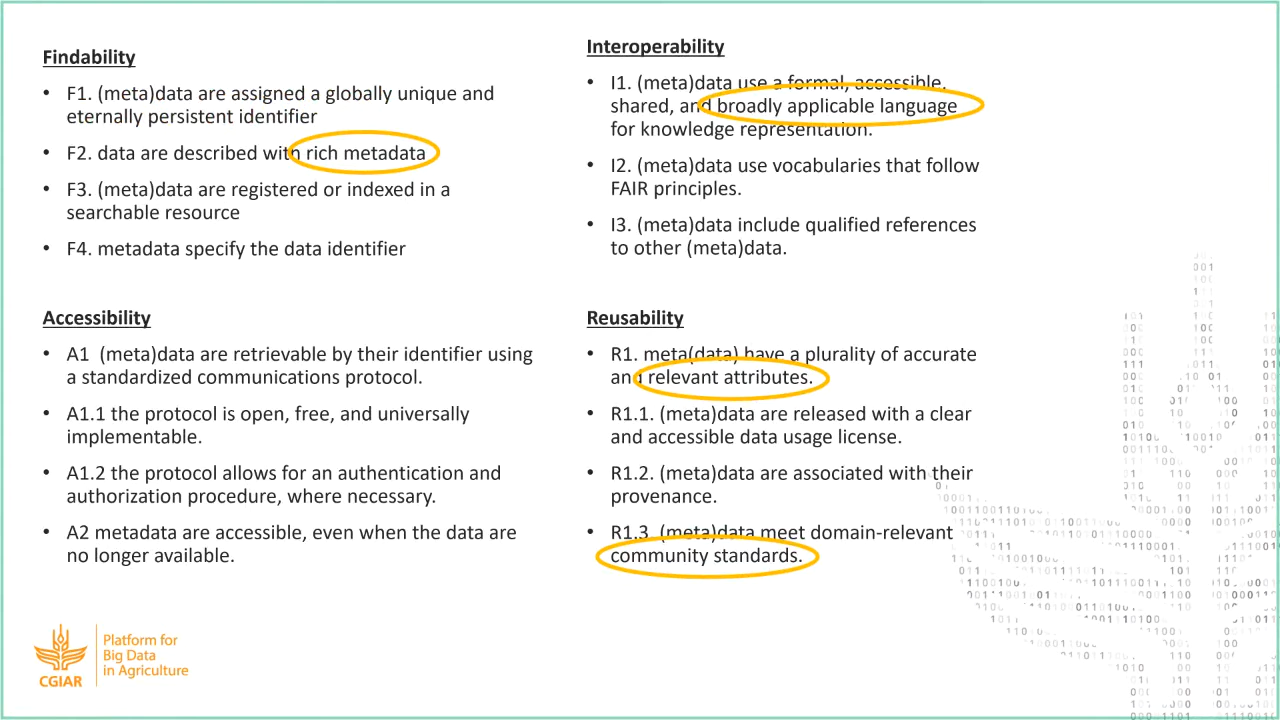 Findability
• F1. (meta)data are assigned a globally unique and
eternally persistent identifier
• F2. data are described with rich metadata
• F3. (meta)data are registered or indexed in a
searchable resource
• F4. metadata specify the data identifier
Accessibility
• A1  (meta)data are retrievable by their identifier using
a standardized communications protocol.
• A1.1 the protocol is open, free, and universally
implementable.
• A1.2 the protocol allows for an authentication and
authorization procedure, where necessary.
• A2 metadata are accessible, even when the data are
no longer available.
Interoperability
• I1. (meta)data use a formal, accessible,
shared, and broadly applicable language
for knowledge representation.
• I2. (meta)data use vocabularies that follow
FAIR principles.
• I3. (meta)data include qualified references
to other (meta)data.
Reusability
• R1. meta(data) have a plurality of accurate
and relevant attributes.
• R1.1. (meta)data are released with a clear
and accessible data usage license.
• R1.2. (meta)data are associated with their
provenance.
• R1.3. (meta)data meet domain-relevant
community standards.
CGIAR
Platform for
Big Data
in Agriculture